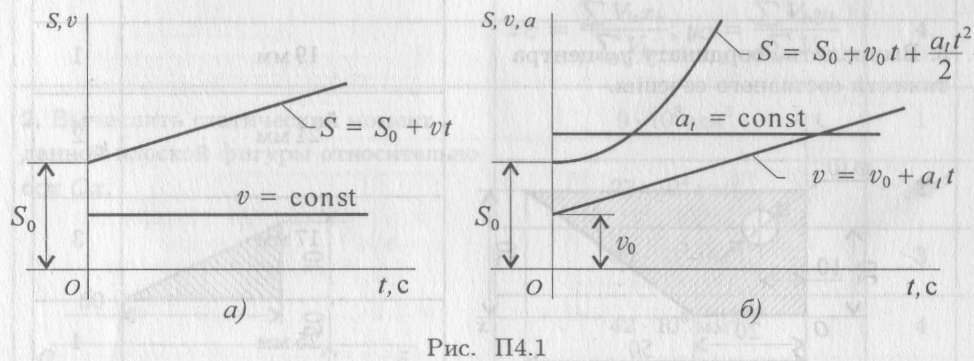 S, v
S = S₀ + vt
v = const
S₀
O
t, с
а)
S, v, a
S = S₀ + v₀t + aₜt²/2
aₜ = const
v = v₀ + aₜt
S₀
v₀
O
t, с
б)
Рис. П4.1